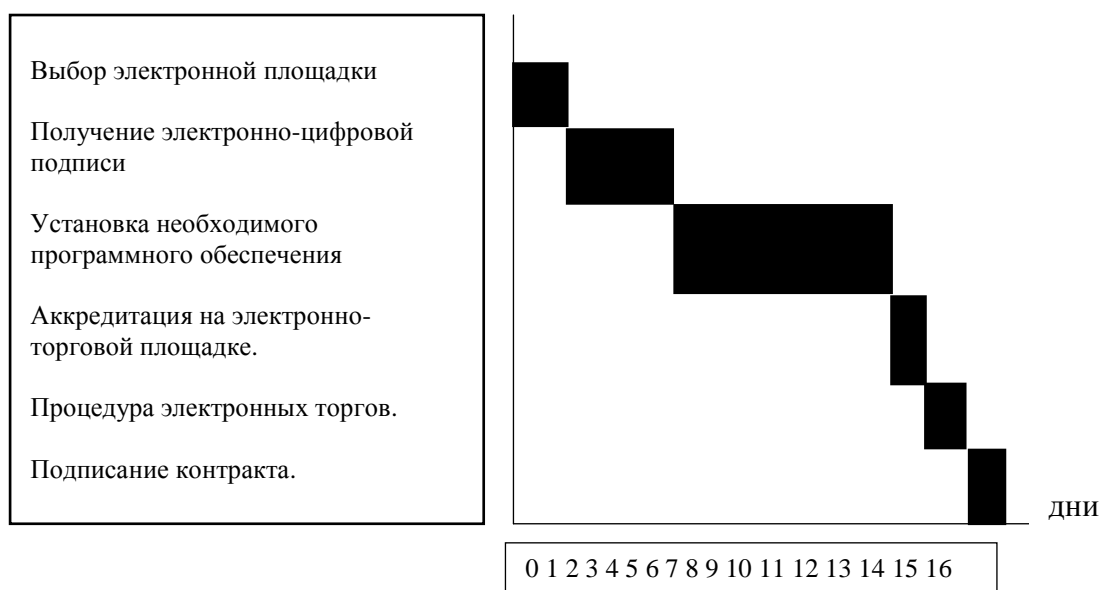 Выбор электронной площадки
Получение электронно-цифровой
подписи
Установка необходимого
программного обеспечения
Аккредитация на электронно-
торговой площадке.
Процедура электронных торгов.
Подписание контракта.
дни
0 1 2 3 4 5 6 7 8 9 10 11 12 13 14 15 16